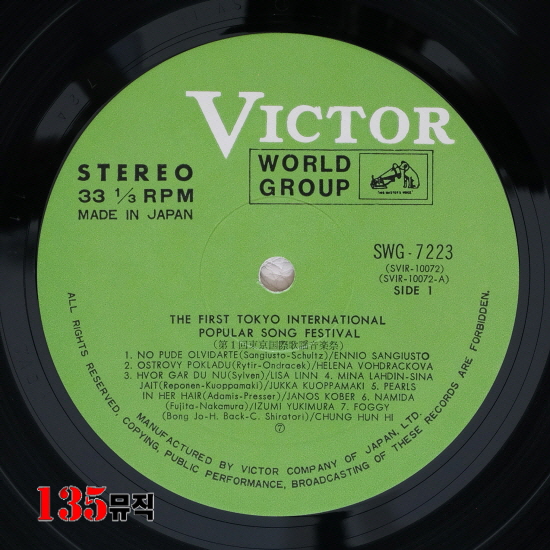 VICTOR
STEREO
33 1/3 RPM
MADE IN JAPAN
WORLD
GROUP
"HIS MASTER'S VOICE"
SWG-7223
(SVIR-10072)
(SVIR-10072-A)
SIDE 1
THE FIRST TOKYO INTERNATIONAL
POPULAR SONG FESTIVAL
(第1回東京国際歌謡音楽祭)
1. NO PUDE OLVIDARTE(Sangiusto-Schultz)/ENNIO SANGIUSTO
2. OSTROVY POKLADU(Rytir-Ondracek)/HELENA VOHDRACKOVA
3. HVOR GAR DU NU(Sylven)/LISA LINN 4. MINA LAHDIN-SINA
JAIT(Reponen-Kuoppamaki)/JUKKA KUOPPAMAKI 5. PEARLS
IN HER HAIR(Adamis-Presser)/JANOS KOBER 6. NAMIDA
(Fujita-Nakamura)/IZUMI YUKIMURA 7. FOGGY
(Bong Jo-H. Back-C. Shiratori)/CHUNG HUN HI
⑦
ALL RIGHTS RESERVED. COPYING, PUBLIC PERFORMANCE, BROADCASTING OF THESE RECORDS ARE FORBIDDEN.
MANUFACTURED BY VICTOR COMPANY OF JAPAN, LTD.
135뮤직